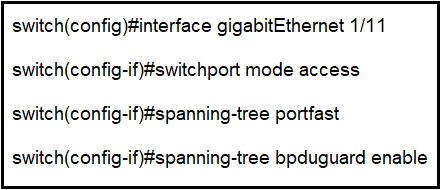 switch(config)#interface gigabitEthernet 1/11
switch(config-if)#switchport mode access
switch(config-if)#spanning-tree portfast
switch(config-if)#spanning-tree bpduguard enable